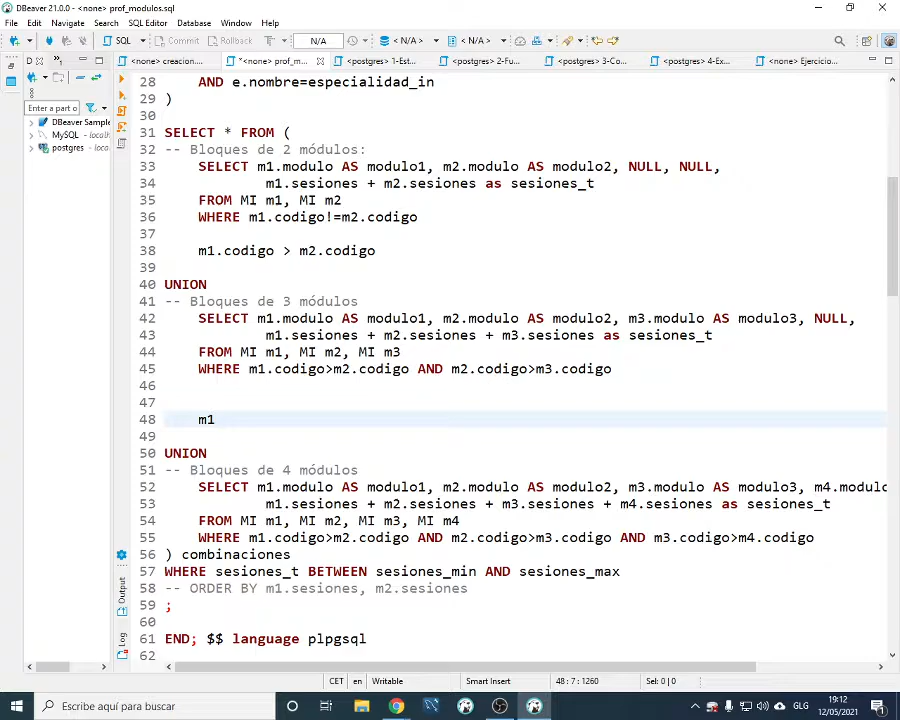 DBeaver 21.0.0 - *<none> prof_modulos.sql
File Edit Navigate Search SQL Editor Database Window Help
SQL Commit Rollback T N/A < N/A > < N/A >
D *<none> creacion.... *<none> prof_m... <postgres> 1-Est... <postgres> 2-Fu... <postgres> 3-Co... <postgres> 4-Ex... <none> Ejercicio...
Enter a part o
DBeaver Sample
MySQL - localh
postgres - loca
28 AND e.nombre=especialidad_in
29 )
30
31 SELECT * FROM (
32 -- Bloques de 2 módulos:
33 SELECT m1.modulo AS modulo1, m2.modulo AS modulo2, NULL, NULL,
34 m1.sesiones + m2.sesiones as sesiones_t
35 FROM MI m1, MI m2
36 WHERE m1.codigo!=m2.codigo
37
38 m1.codigo > m2.codigo
39
40 UNION
41 -- Bloques de 3 módulos
42 SELECT m1.modulo AS modulo1, m2.modulo AS modulo2, m3.modulo AS modulo3, NULL,
43 m1.sesiones + m2.sesiones + m3.sesiones as sesiones_t
44 FROM MI m1, MI m2, MI m3
45 WHERE m1.codigo>m2.codigo AND m2.codigo>m3.codigo
46
47
48 m1
49
50 UNION
51 -- Bloques de 4 módulos
52 SELECT m1.modulo AS modulo1, m2.modulo AS modulo2, m3.modulo AS modulo3, m4.modulo
53 m1.sesiones + m2.sesiones + m3.sesiones + m4.sesiones as sesiones_t
54 FROM MI m1, MI m2, MI m3, MI m4
55 WHERE m1.codigo>m2.codigo AND m2.codigo>m3.codigo AND m3.codigo>m4.codigo
56 ) combinaciones
57 WHERE sesiones_t BETWEEN sesiones_min AND sesiones_max
58 -- ORDER BY m1.sesiones, m2.sesiones
59 ;
60
61 END; $$ language plpgsql
62
Output
Log
CET en Writable Smart Insert 48 : 7 : 1260 Sel: 0 | 0
Escribe aquí para buscar
GLG
19:12
12/05/2021
1